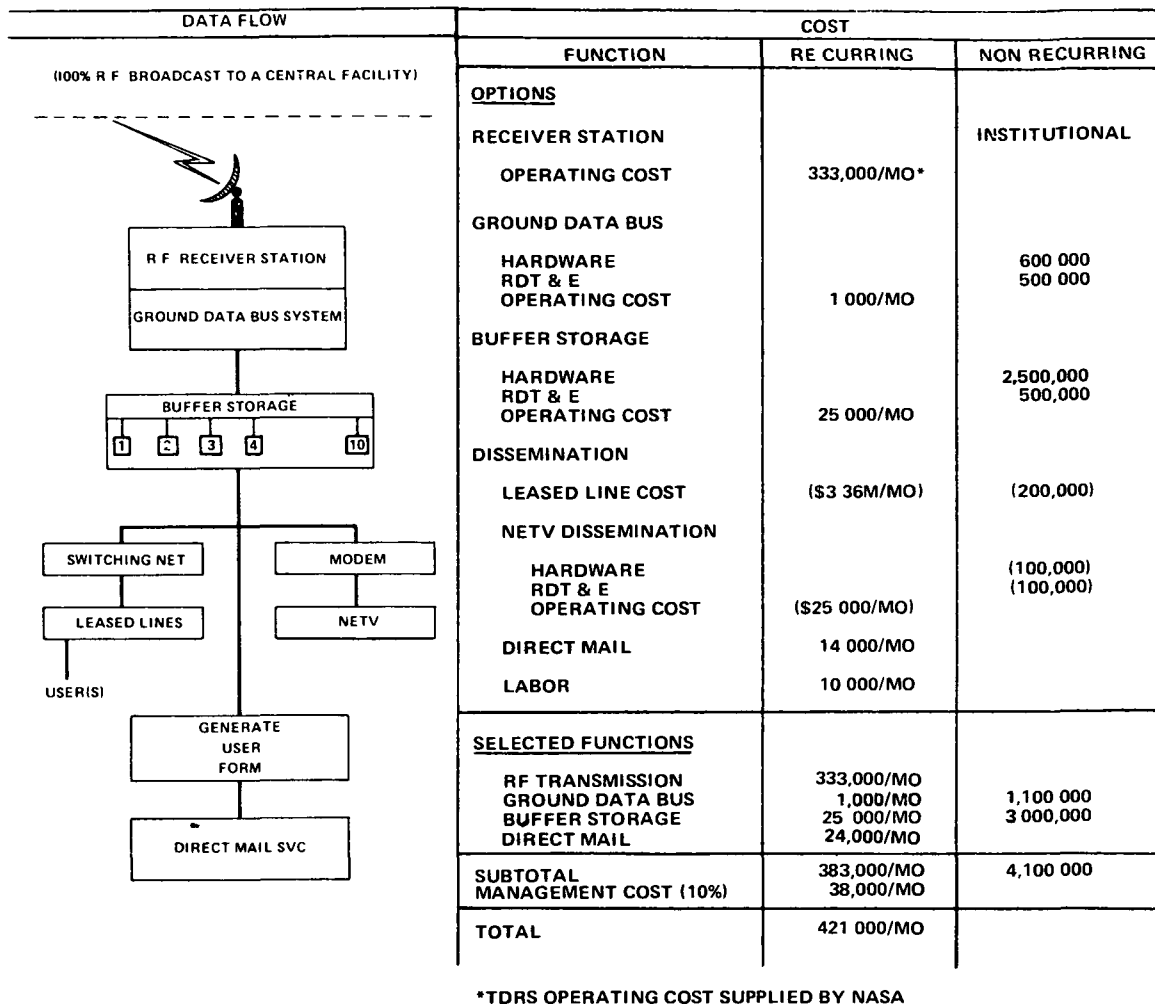 DATA FLOW
(100% R F BROADCAST TO A CENTRAL FACILITY)
R F RECEIVER STATION
GROUND DATA BUS SYSTEM
BUFFER STORAGE
1 2 3 4 10
SWITCHING NET MODEM
LEASED LINES NETV
USER(S)
GENERATE
USER
FORM
DIRECT MAIL SVC
COST
FUNCTION RE CURRING NON RECURRING
OPTIONS
RECEIVER STATION INSTITUTIONAL
OPERATING COST 333,000/MO*
GROUND DATA BUS
HARDWARE 600 000
RDT & E 500 000
OPERATING COST 1 000/MO
BUFFER STORAGE
HARDWARE 2,500,000
RDT & E 500,000
OPERATING COST 25 000/MO
DISSEMINATION
LEASED LINE COST ($3 36M/MO) (200,000)
NETV DISSEMINATION
HARDWARE (100,000)
RDT & E (100,000)
OPERATING COST ($25 000/MO)
DIRECT MAIL 14 000/MO
LABOR 10 000/MO
SELECTED FUNCTIONS
RF TRANSMISSION 333,000/MO
GROUND DATA BUS 1,000/MO 1,100 000
BUFFER STORAGE 25 000/MO 3 000,000
DIRECT MAIL 24,000/MO
SUBTOTAL 383,000/MO 4,100 000
MANAGEMENT COST (10%) 38,000/MO
TOTAL 421 000/MO
*TDRS OPERATING COST SUPPLIED BY NASA